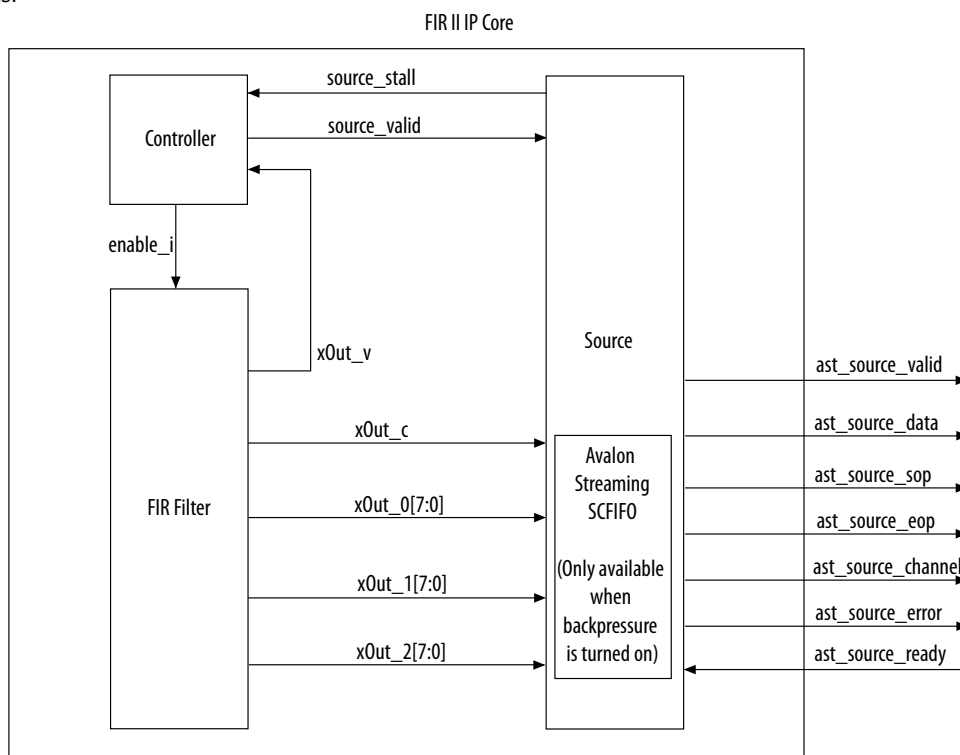 s.
FIR II IP Core
source_stall
source_valid
Controller
enable_i
xOut_v
Source
ast_source_valid
ast_source_data
ast_source_sop
ast_source_eop
ast_source_channel
ast_source_error
ast_source_ready
FIR Filter
xOut_c
xOut_0[7:0]
xOut_1[7:0]
xOut_2[7:0]
Avalon
Streaming
SCFIFO
(Only available
when
backpressure
is turned on)